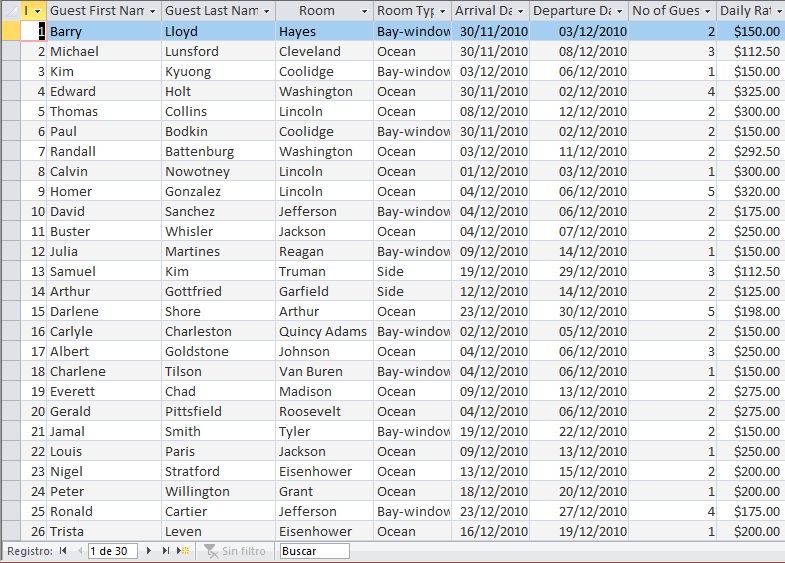 I Guest First Nam Guest Last Nam Room Room Typ Arrival Da Departure Da No of Gues Daily Rat
1 Barry Lloyd Hayes Bay-window 30/11/2010 03/12/2010 2 $150.00
2 Michael Lunsford Cleveland Ocean 30/11/2010 08/12/2010 3 $112.50
3 Kim Kyuong Coolidge Bay-window 03/12/2010 06/12/2010 1 $150.00
4 Edward Holt Washington Ocean 30/11/2010 02/12/2010 4 $325.00
5 Thomas Collins Lincoln Ocean 08/12/2010 12/12/2010 2 $300.00
6 Paul Bodkin Coolidge Bay-window 30/11/2010 02/12/2010 2 $150.00
7 Randall Battenburg Washington Ocean 03/12/2010 11/12/2010 2 $292.50
8 Calvin Nowotney Lincoln Ocean 01/12/2010 03/12/2010 1 $300.00
9 Homer Gonzalez Lincoln Ocean 04/12/2010 06/12/2010 5 $320.00
10 David Sanchez Jefferson Bay-window 04/12/2010 06/12/2010 2 $175.00
11 Buster Whisler Jackson Ocean 04/12/2010 07/12/2010 2 $250.00
12 Julia Martines Reagan Bay-window 09/12/2010 14/12/2010 1 $150.00
13 Samuel Kim Truman Side 19/12/2010 29/12/2010 3 $112.50
14 Arthur Gottfried Garfield Side 12/12/2010 14/12/2010 2 $125.00
15 Darlene Shore Arthur Ocean 23/12/2010 30/12/2010 5 $198.00
16 Carlyle Charleston Quincy Adams Bay-window 02/12/2010 05/12/2010 2 $150.00
17 Albert Goldstone Johnson Ocean 04/12/2010 06/12/2010 3 $250.00
18 Charlene Tilson Van Buren Bay-window 04/12/2010 06/12/2010 1 $150.00
19 Everett Chad Madison Ocean 09/12/2010 13/12/2010 2 $275.00
20 Gerald Pittsfield Roosevelt Ocean 04/12/2010 06/12/2010 2 $275.00
21 Jamal Smith Tyler Bay-window 19/12/2010 22/12/2010 2 $150.00
22 Louis Paris Jackson Ocean 09/12/2010 13/12/2010 1 $250.00
23 Nigel Stratford Eisenhower Ocean 13/12/2010 15/12/2010 2 $200.00
24 Peter Willington Grant Ocean 18/12/2010 20/12/2010 1 $200.00
25 Ronald Cartier Jefferson Bay-window 23/12/2010 27/12/2010 4 $175.00
26 Trista Leven Eisenhower Ocean 16/12/2010 19/12/2010 1 $200.00
Registro: 1 de 30 Sin filtro Buscar